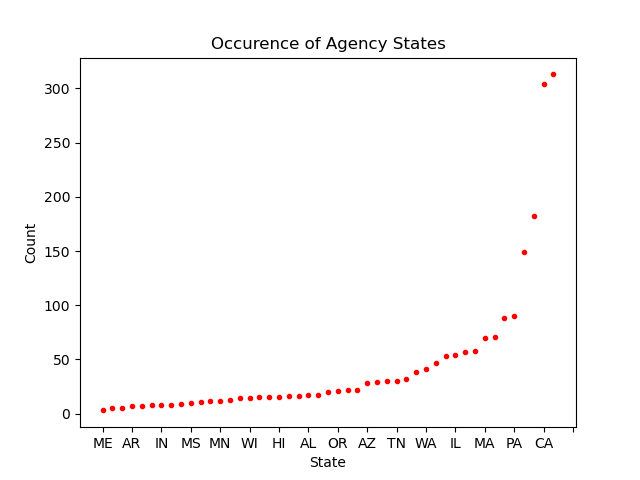 Occurence of Agency States
300
250
200
150
100
50
0
Count
ME AR IN MS MN WI HI AL OR AZ TN WA IL MA PA CA
State